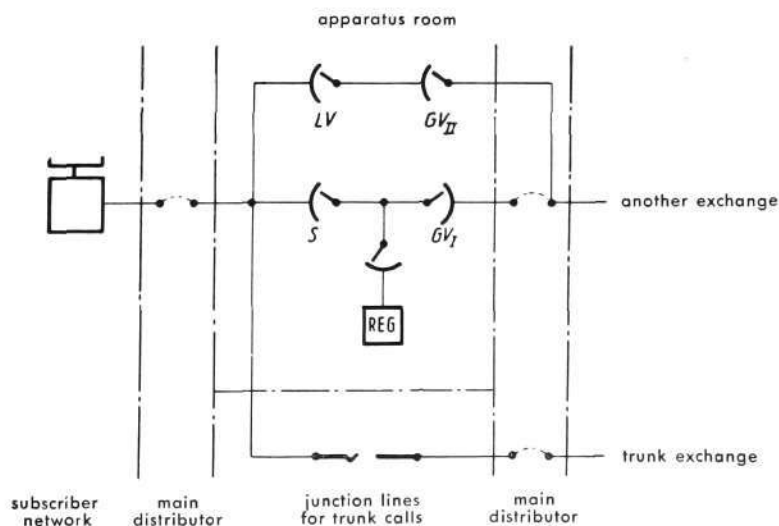 apparatus room
LV
GV_II
S
GV_I
another exchange
REG
trunk exchange
subscriber
network
main
distributor
junction lines
for trunk calls
main
distributor